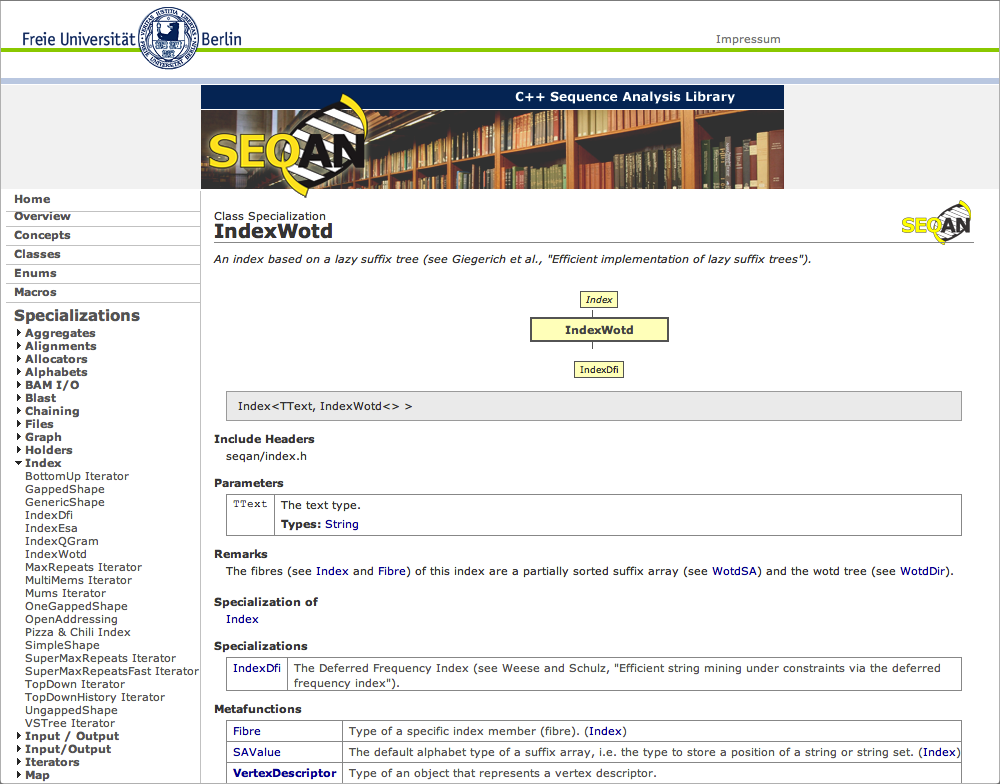 Freie Universität Berlin
Impressum
C++ Sequence Analysis Library
SEQAN
Home
Overview
Concepts
Classes
Enums
Macros
Specializations
Aggregates
Alignments
Allocators
Alphabets
BAM I/O
Blast
Chaining
Files
Graph
Holders
Index
BottomUp Iterator
GappedShape
GenericShape
IndexDfi
IndexEsa
IndexQGram
IndexWotd
MaxRepeats Iterator
MultiMems Iterator
Mums Iterator
OneGappedShape
OpenAddressing
Pizza & Chili Index
SimpleShape
SuperMaxRepeats Iterator
SuperMaxRepeatsFast Iterator
TopDown Iterator
TopDownHistory Iterator
UngappedShape
VSTree Iterator
Input / Output
Input/Output
Iterators
Map
Class Specialization
IndexWotd
SEQAN
An index based on a lazy suffix tree (see Giegerich et al., "Efficient implementation of lazy suffix trees").
Index
IndexWotd
IndexDfi
Index<TText, IndexWotd<> >
Include Headers
seqan/index.h
Parameters
TText The text type.
Types: String
Remarks
The fibres (see Index and Fibre) of this index are a partially sorted suffix array (see WotdSA) and the wotd tree (see WotdDir).
Specialization of
Index
Specializations
IndexDfi The Deferred Frequency Index (see Weese and Schulz, "Efficient string mining under constraints via the deferred
frequency index").
Metafunctions
Fibre Type of a specific index member (fibre). (Index)
SAValue The default alphabet type of a suffix array, i.e. the type to store a position of a string or string set. (Index)
VertexDescriptor Type of an object that represents a vertex descriptor.